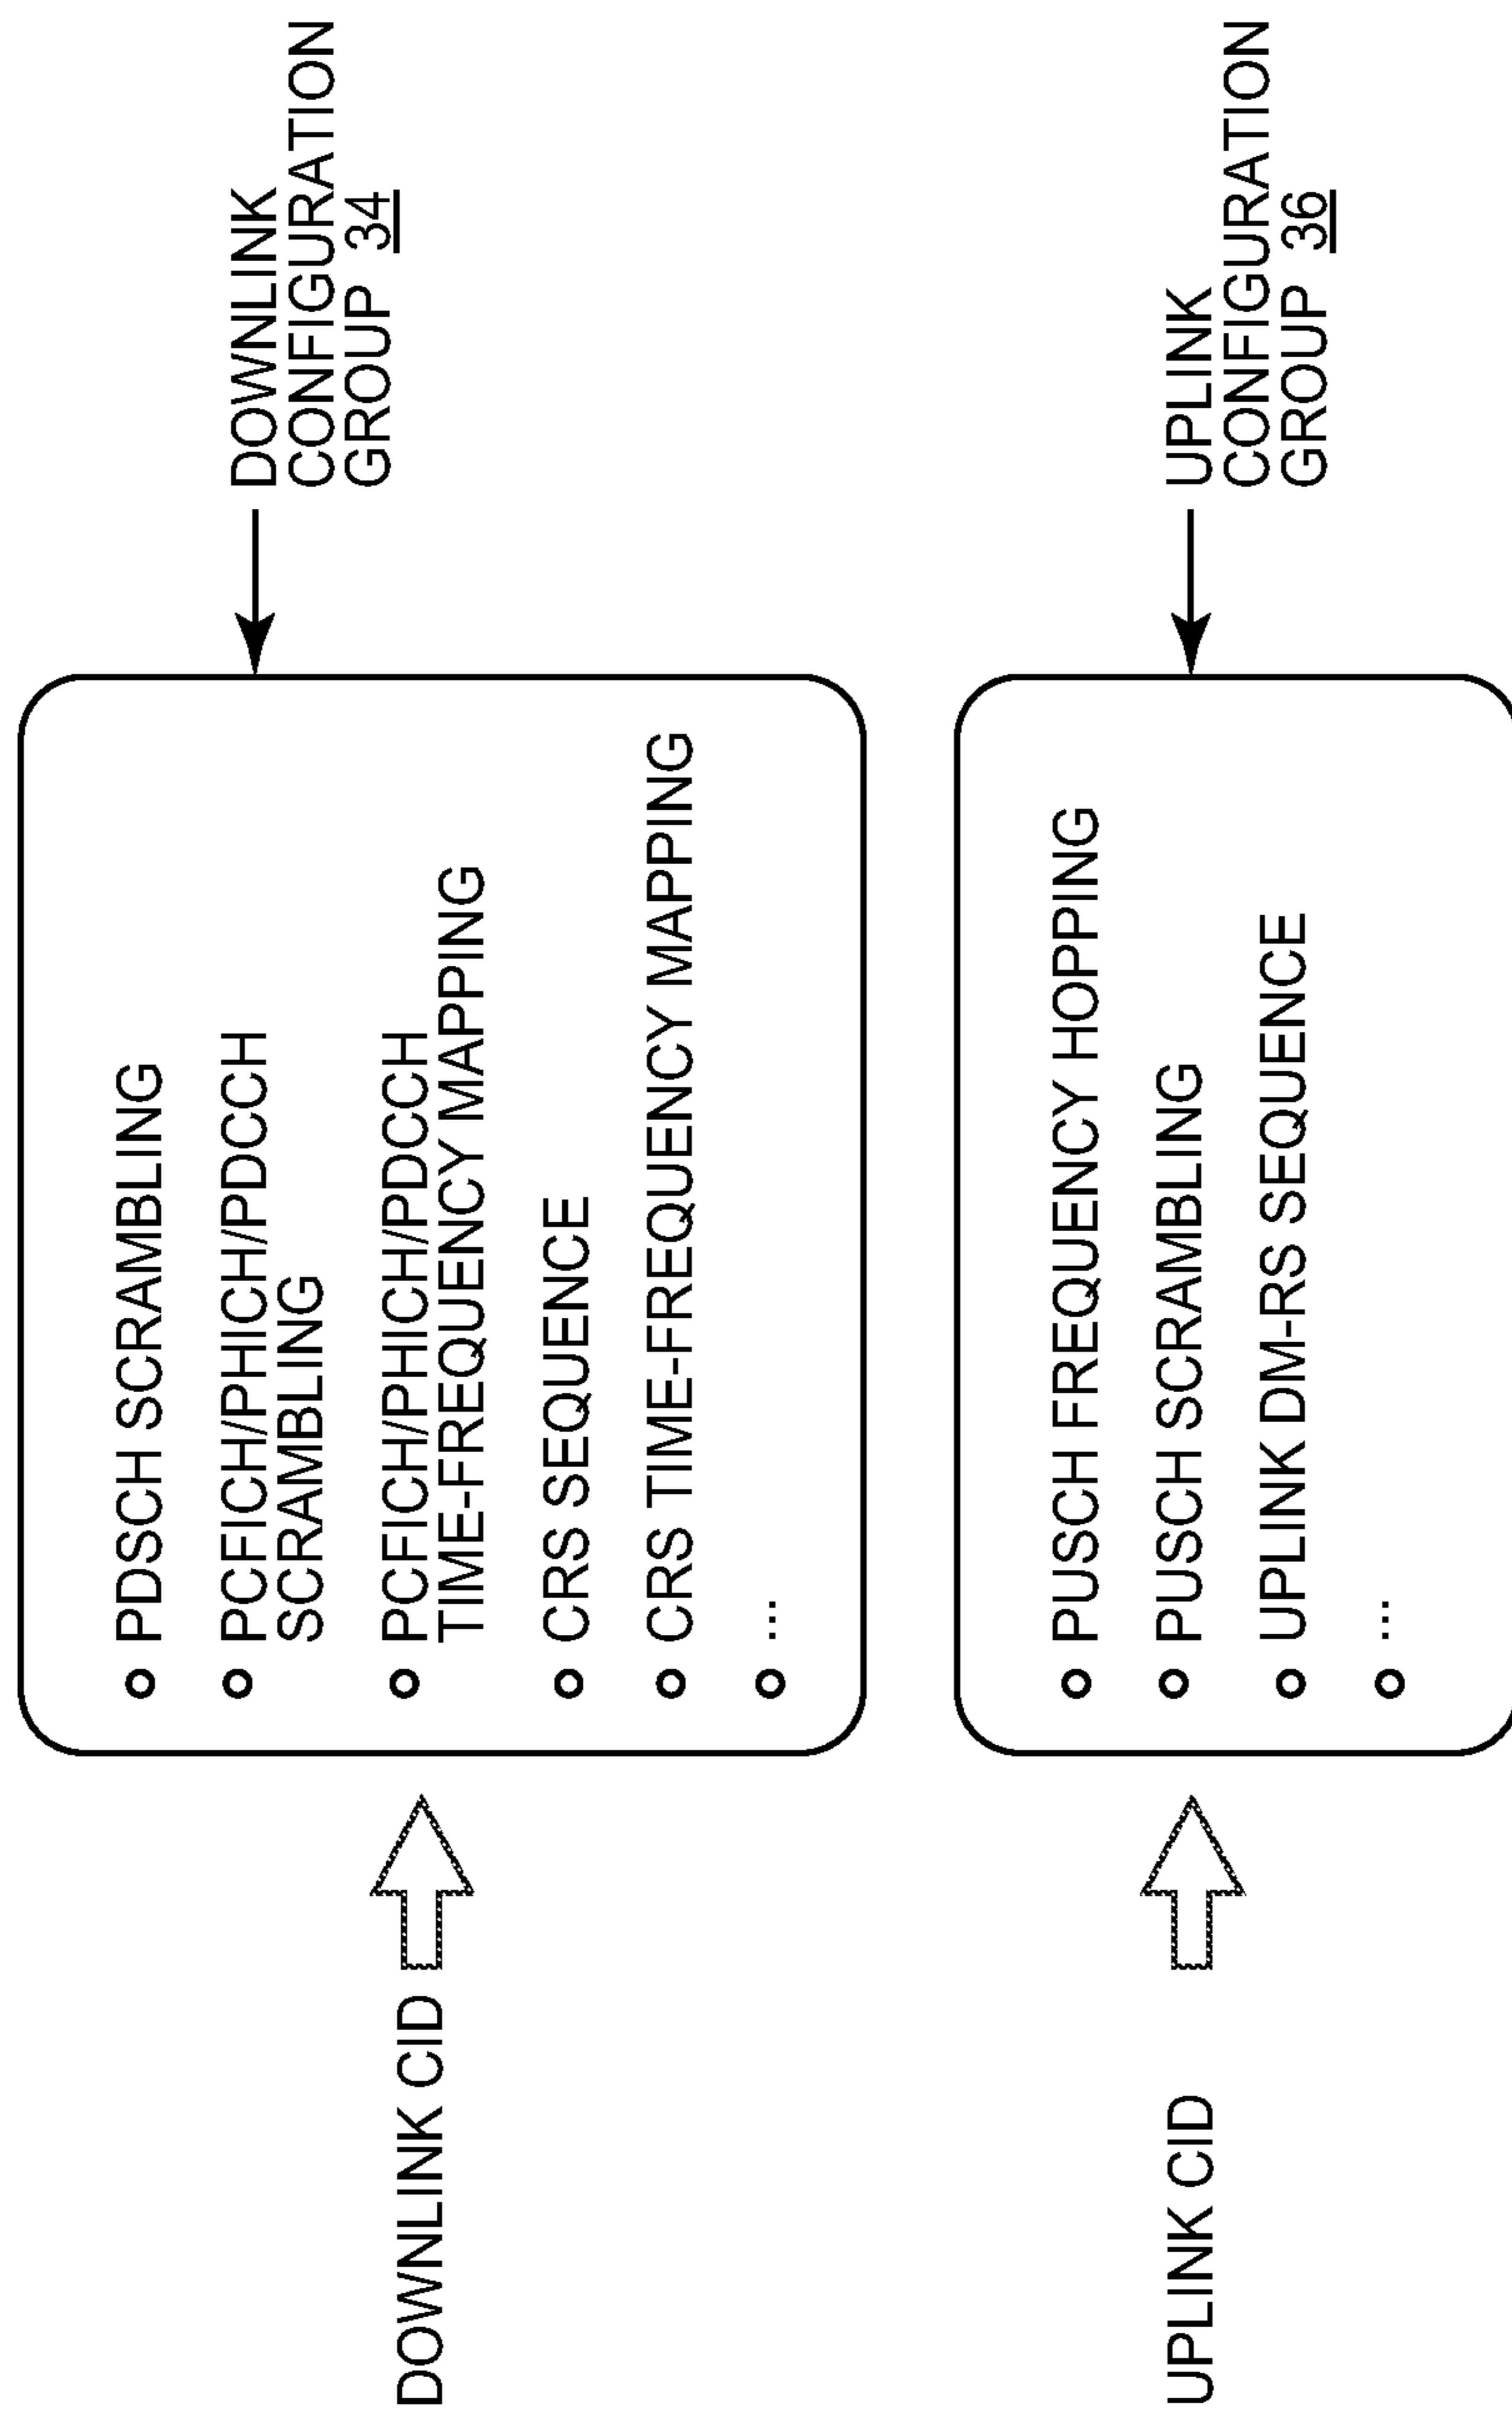 DOWNLINK CID
PDSCH SCRAMBLING
PCFICH/PHICH/PDCCH
SCRAMBLING
PCFICH/PHICH/PDCCH
TIME-FREQUENCY MAPPING
CRS SEQUENCE
CRS TIME-FREQUENCY MAPPING
...
DOWNLINK
CONFIGURATION
GROUP 34
UPLINK CID
PUSCH FREQUENCY HOPPING
PUSCH SCRAMBLING
UPLINK DM-RS SEQUENCE
...
UPLINK
CONFIGURATION
GROUP 36